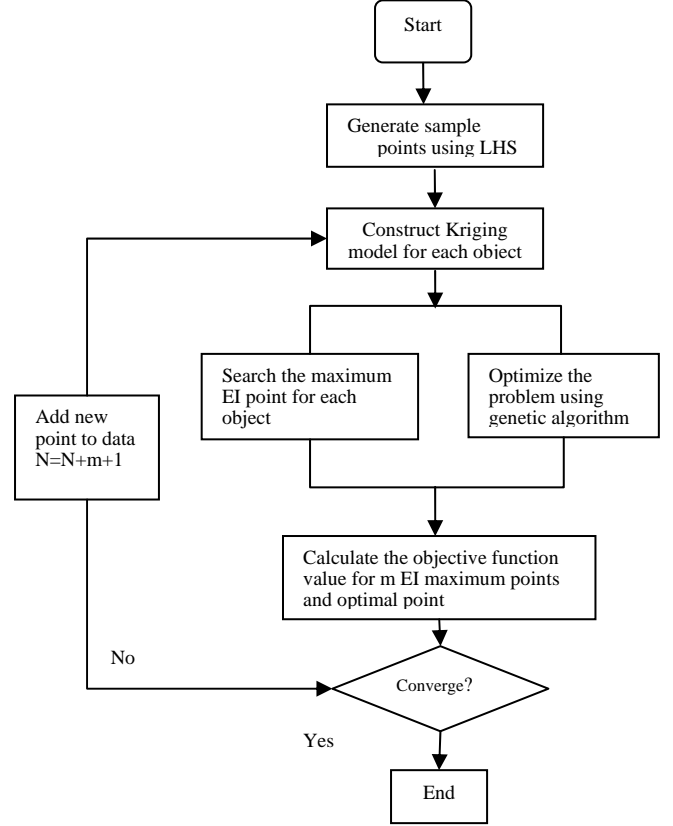 Start
Generate sample
points using LHS
Construct Kriging
model for each object
Search the maximum
EI point for each
object
Optimize the
problem using
genetic algorithm
Add new
point to data
N=N+m+1
Calculate the objective function
value for m EI maximum points
and optimal point
No
Converge?
Yes
End